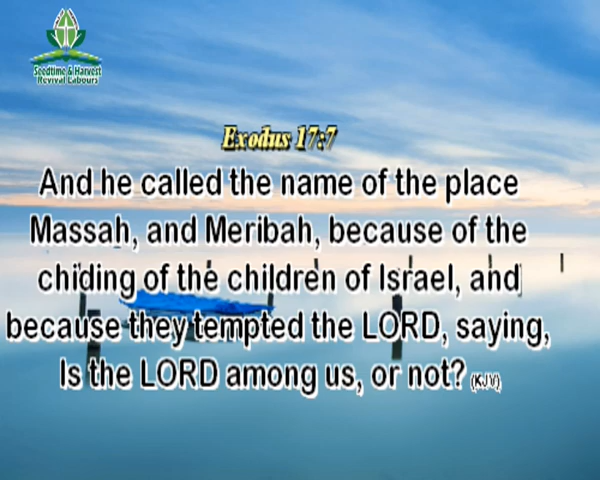 Seedtime & Harvest
Revival Labours
Exodus 17:7
And he called the name of the place
Massah, and Meribah, because of the
chiding of the children of Israel, and
because they tempted the LORD, saying,
Is the LORD among us, or not? (KJV)